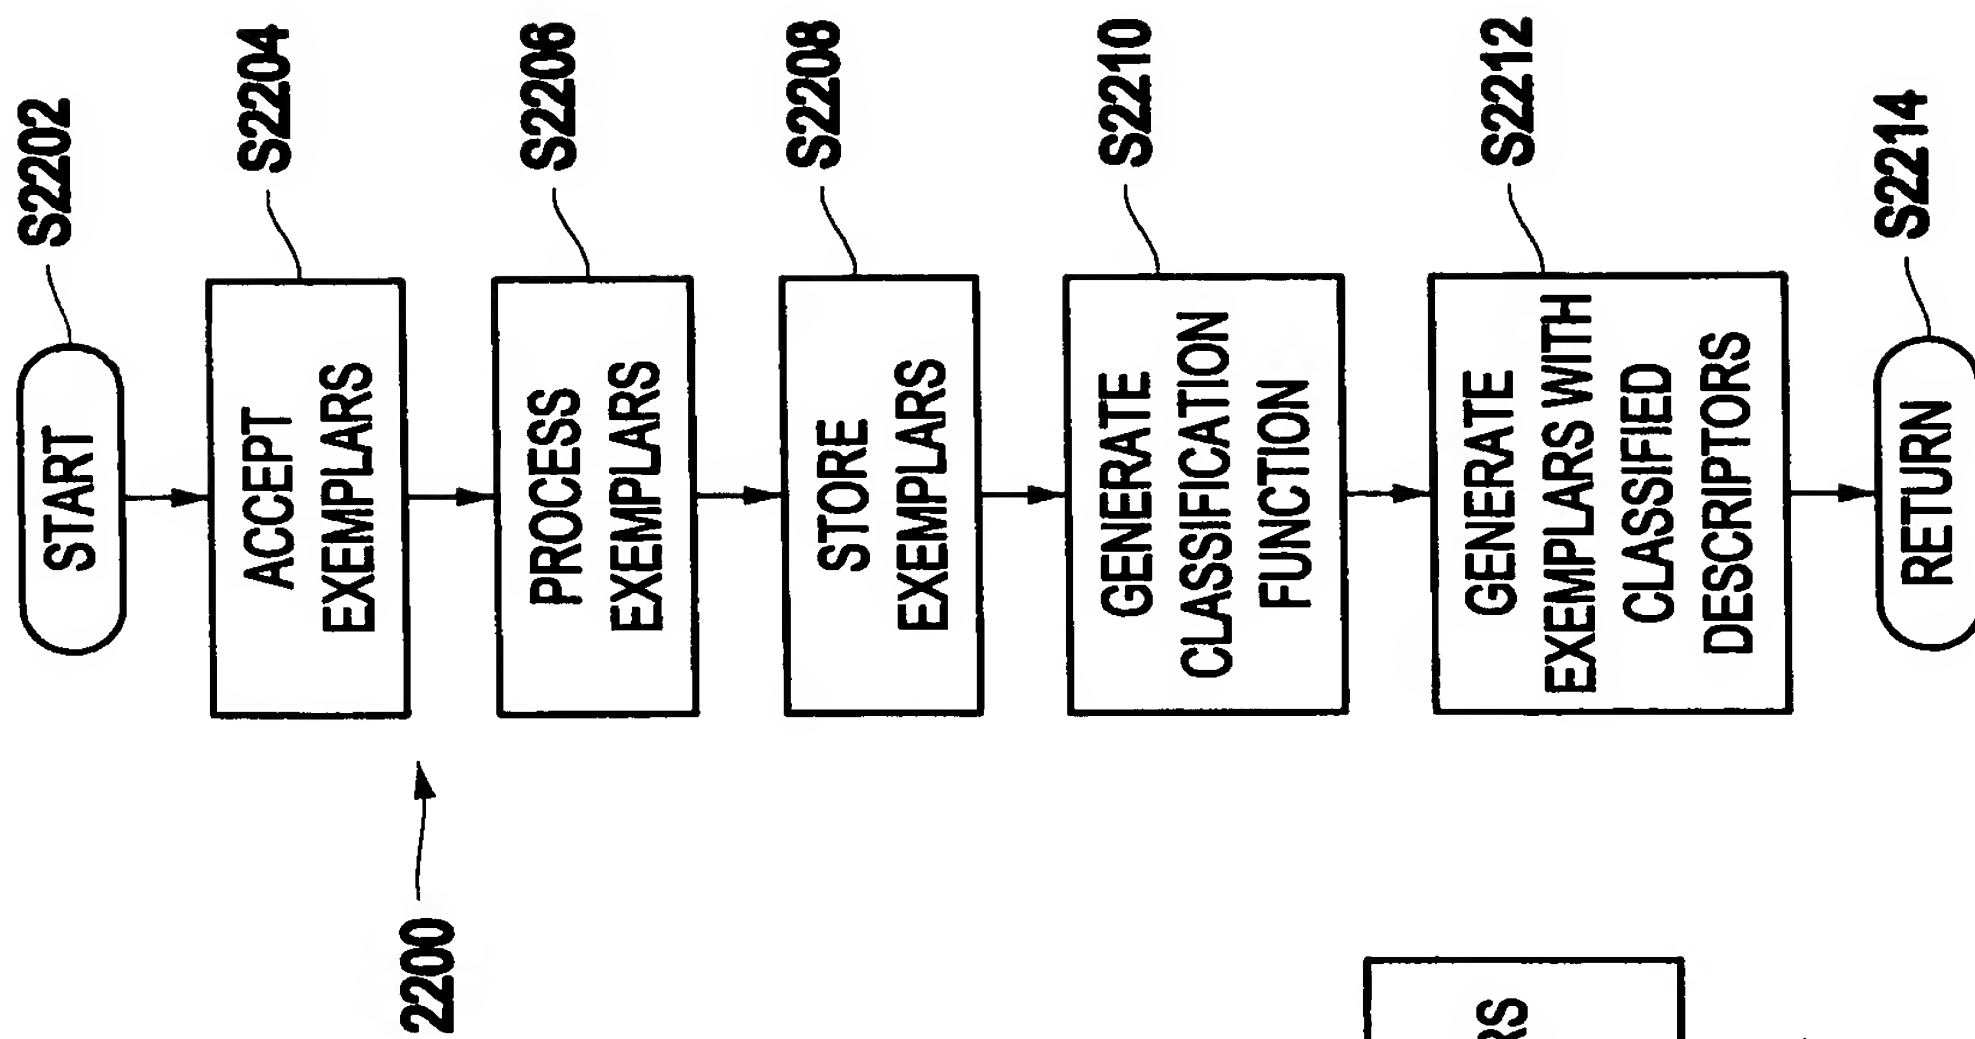 S2202
START
S2204
ACCEPT
EXEMPLARS
S2206
PROCESS
EXEMPLARS
S2208
STORE
EXEMPLARS
S2210
GENERATE
CLASSIFICATION
FUNCTION
S2212
GENERATE
EXEMPLARS WITH
CLASSIFIED
DESCRIPTORS
S2214
RETURN
2200